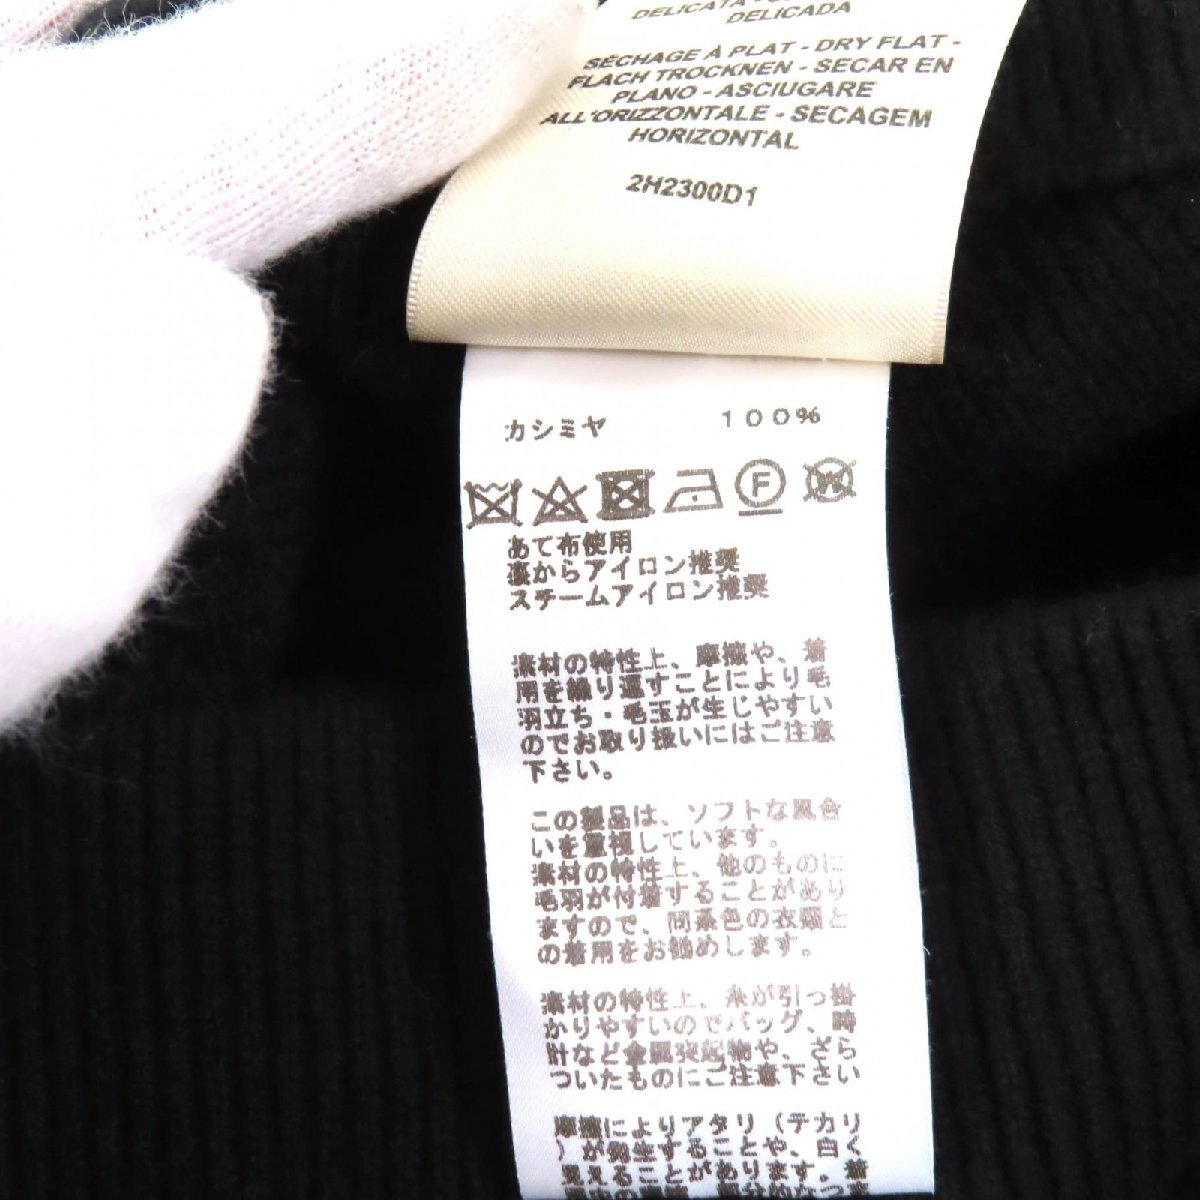 DELICADA
SÉCHAGE À PLAT - DRY FLAT -
FLACH TROCKNEN - SECAR EN
PLANO - ASCIUGARE
ALL'ORIZZONTALE - SECAGEM
HORIZONTAL
2H2300D1
カシミヤ 100%
F W
あて布使用
裏からアイロン推奨
スチームアイロン推奨
素材の特性上、摩擦や、着
用を繰り返すことにより毛
羽立ち・毛玉が生じやすい
のでお取り扱いにはご注意
下さい。
この製品は、ソフトな風合
いを重視しています。
素材の特性上、他のものに
毛羽が付着することがあり
ますので、同系色の衣類と
の着用をお勧めします。
素材の特性上、糸が引っ掛
かりやすいのでバッグ、時
計など金属突起物や、ざら
ついたものにご注意下さい
摩擦によりアタリ（テカリ
）が発生することや、白く
見えることがあります。着